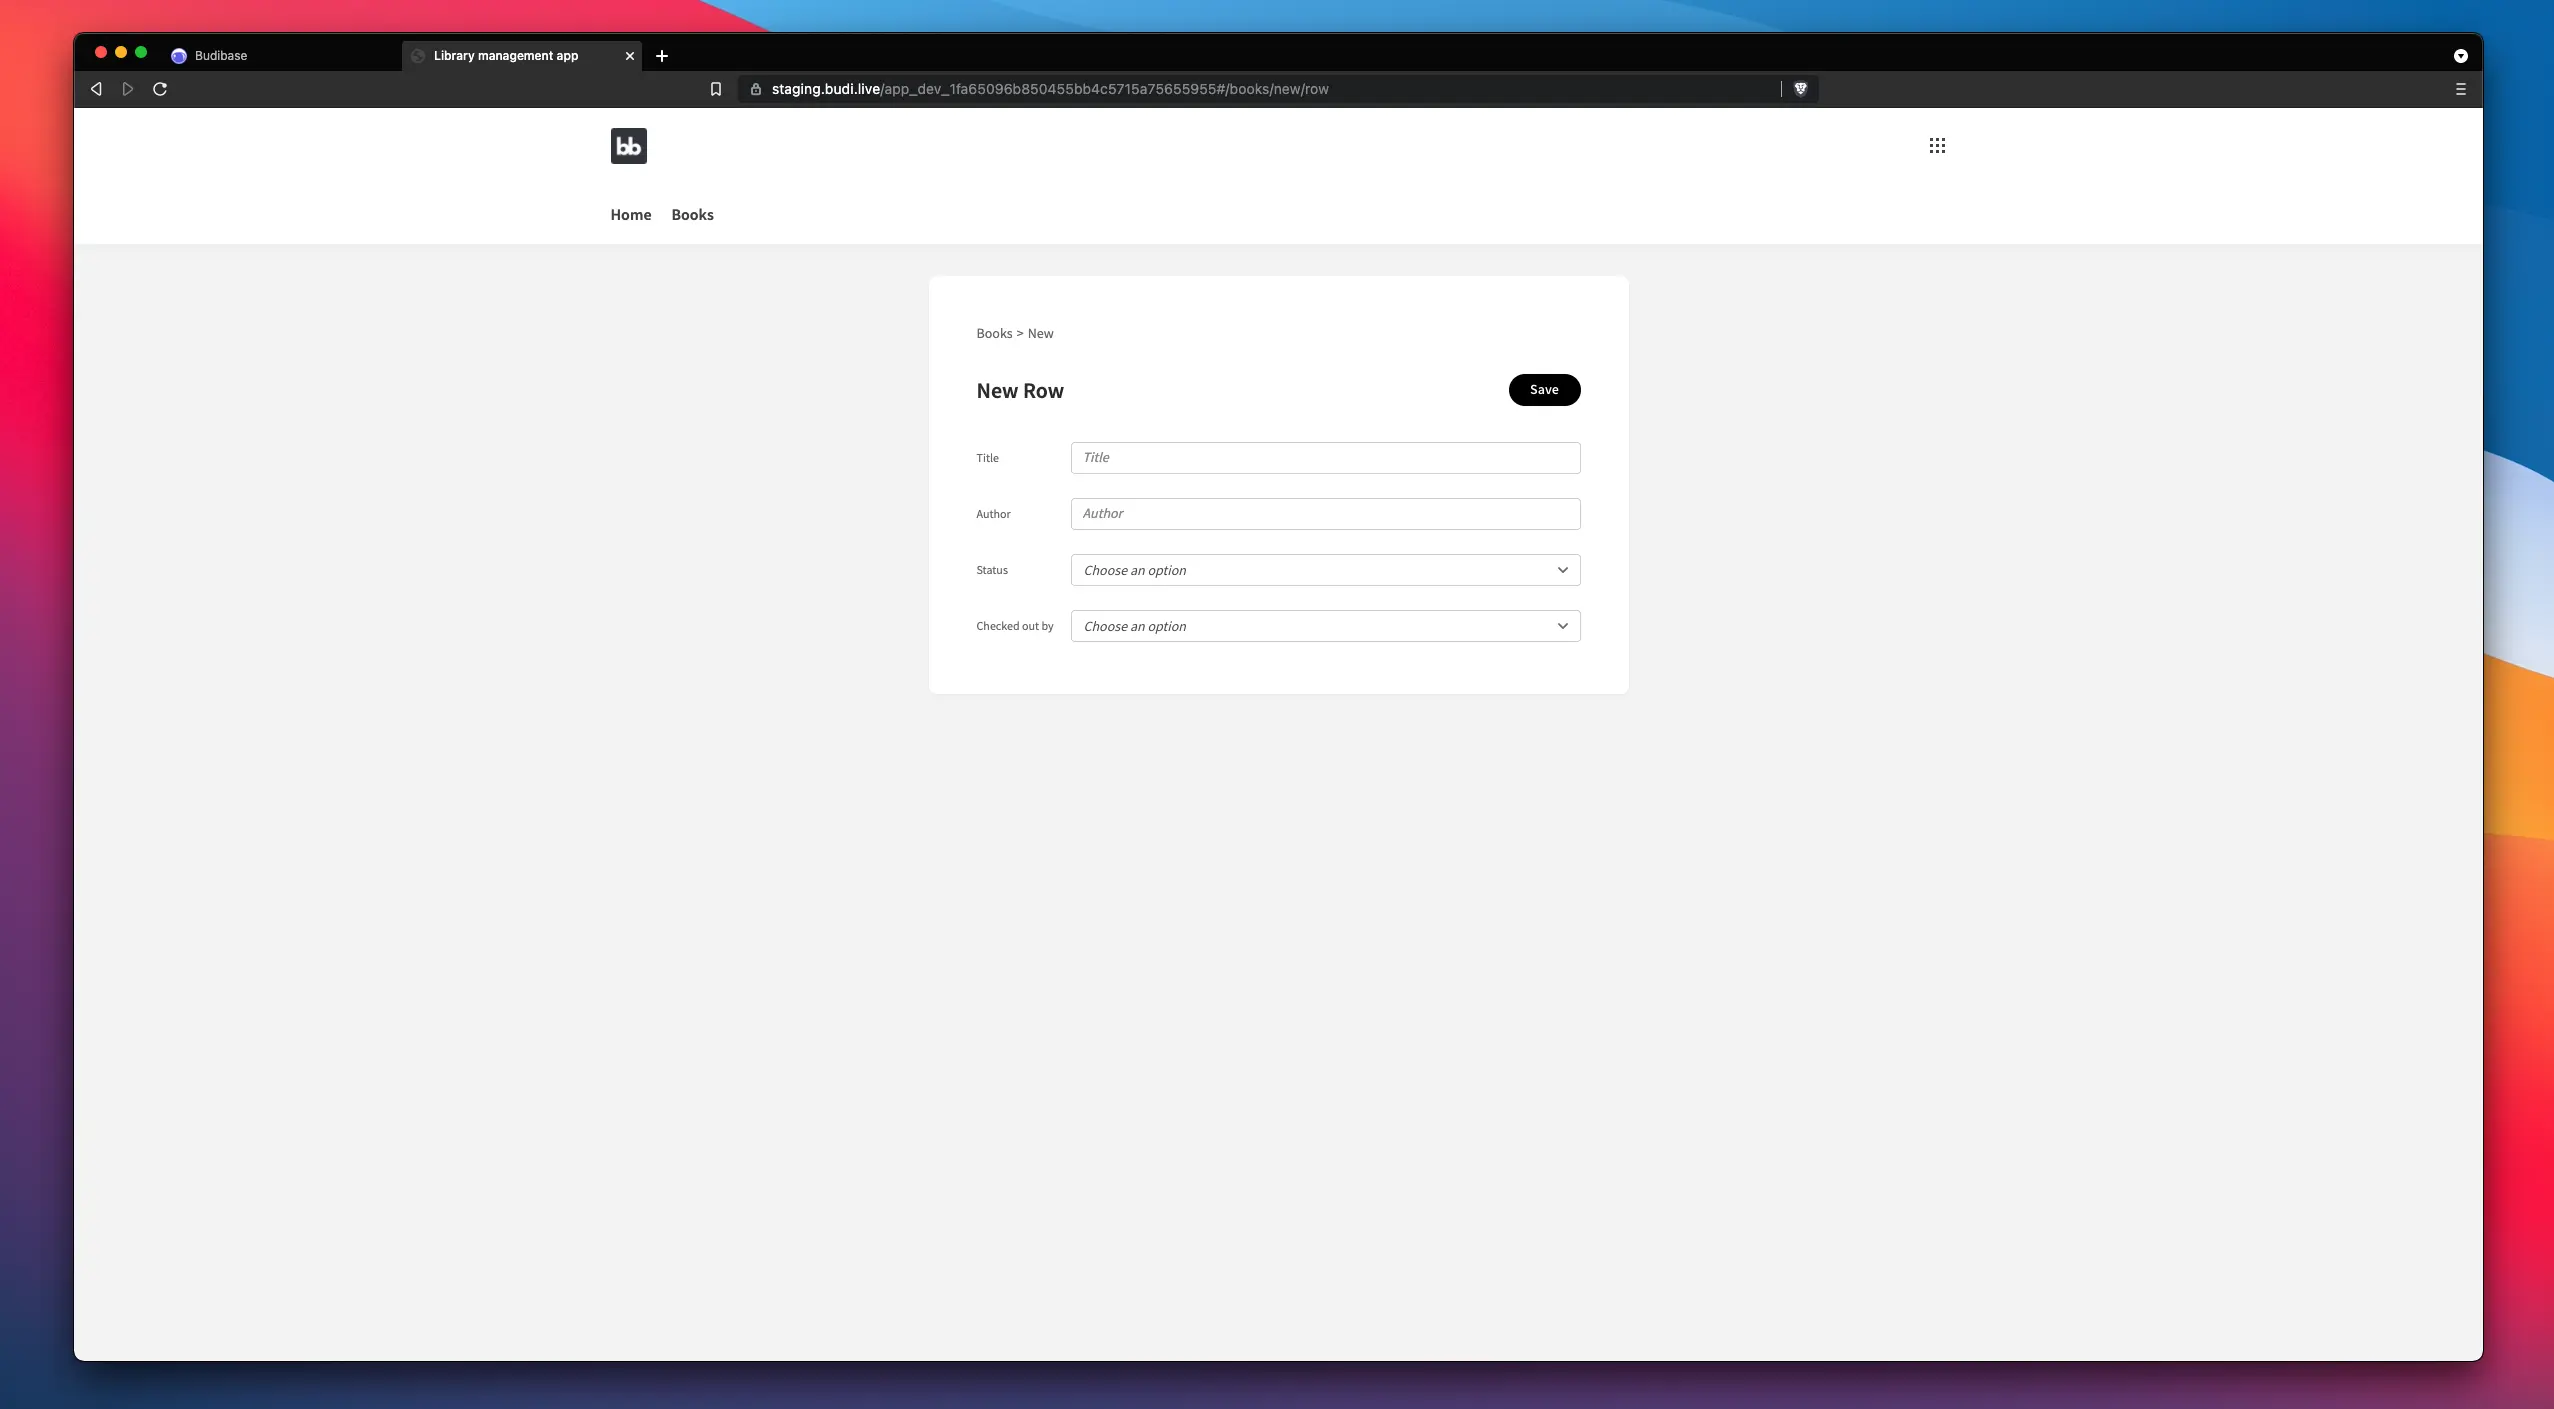 Budibase
Library management app
staging.budi.live/app_dev_1fa65096b850455bb4c5715a75655955#/books/new/row
bb
Home Books
Books > New
New Row Save
Title Title
Author Author
Status Choose an option
Checked out by Choose an option